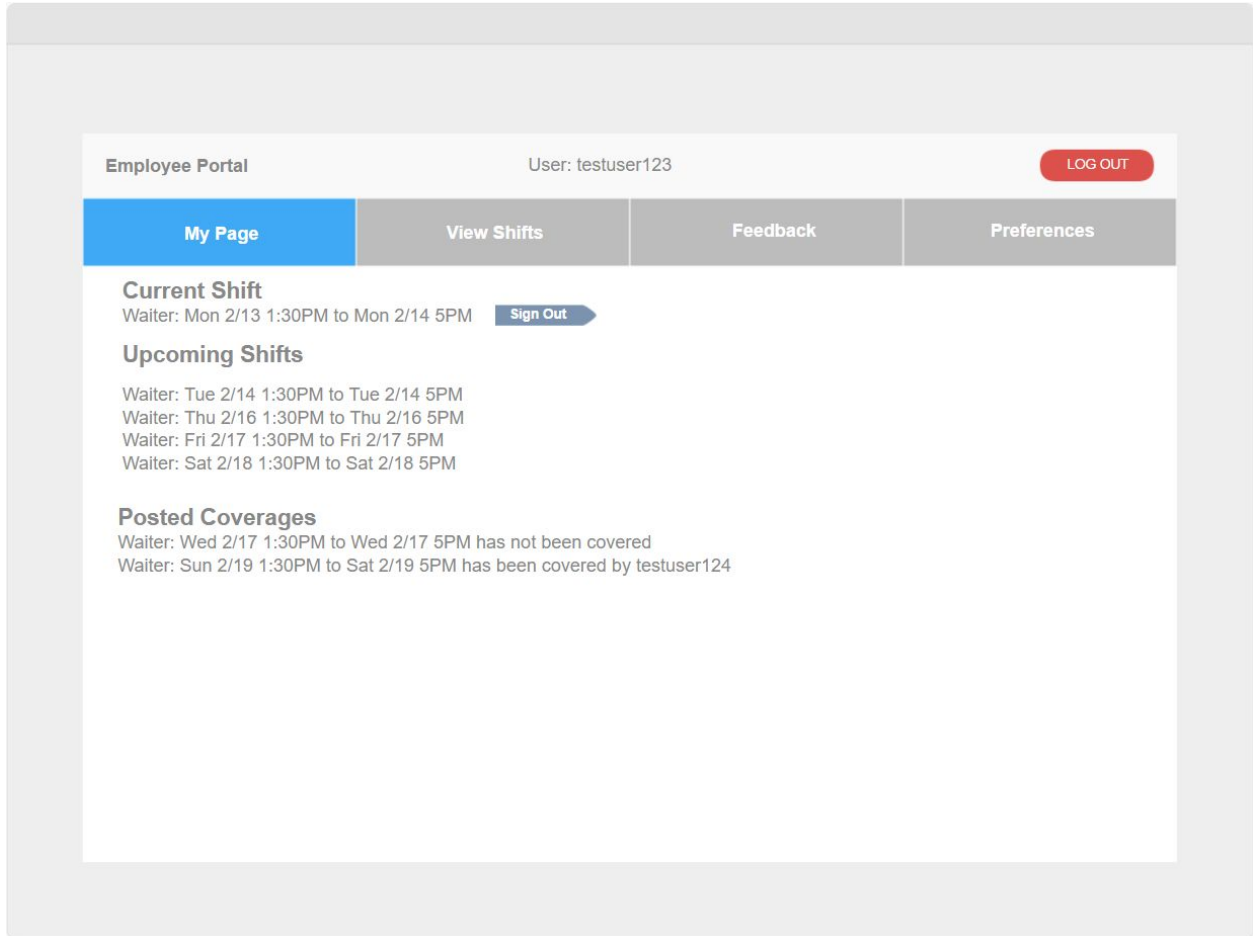 Employee Portal User: testuser123 LOG OUT
My Page View Shifts Feedback Preferences
Current Shift
Waiter: Mon 2/13 1:30PM to Mon 2/14 5PM Sign Out
Upcoming Shifts
Waiter: Tue 2/14 1:30PM to Tue 2/14 5PM
Waiter: Thu 2/16 1:30PM to Thu 2/16 5PM
Waiter: Fri 2/17 1:30PM to Fri 2/17 5PM
Waiter: Sat 2/18 1:30PM to Sat 2/18 5PM
Posted Coverages
Waiter: Wed 2/17 1:30PM to Wed 2/17 5PM has not been covered
Waiter: Sun 2/19 1:30PM to Sat 2/19 5PM has been covered by testuser124